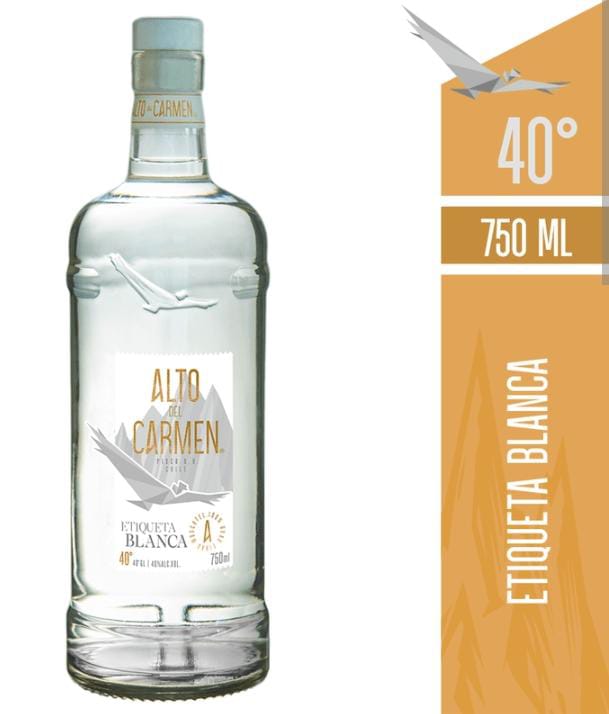 ALTO del CARMEN
ALTO
DEL
CARMEN
PISCO D.O.
CHILE
ETIQUETA
BLANCA
A
40° 40°GL | 40%ALC.VOL. 750ml
40°
750 ML
ETIQUETA BLANCA